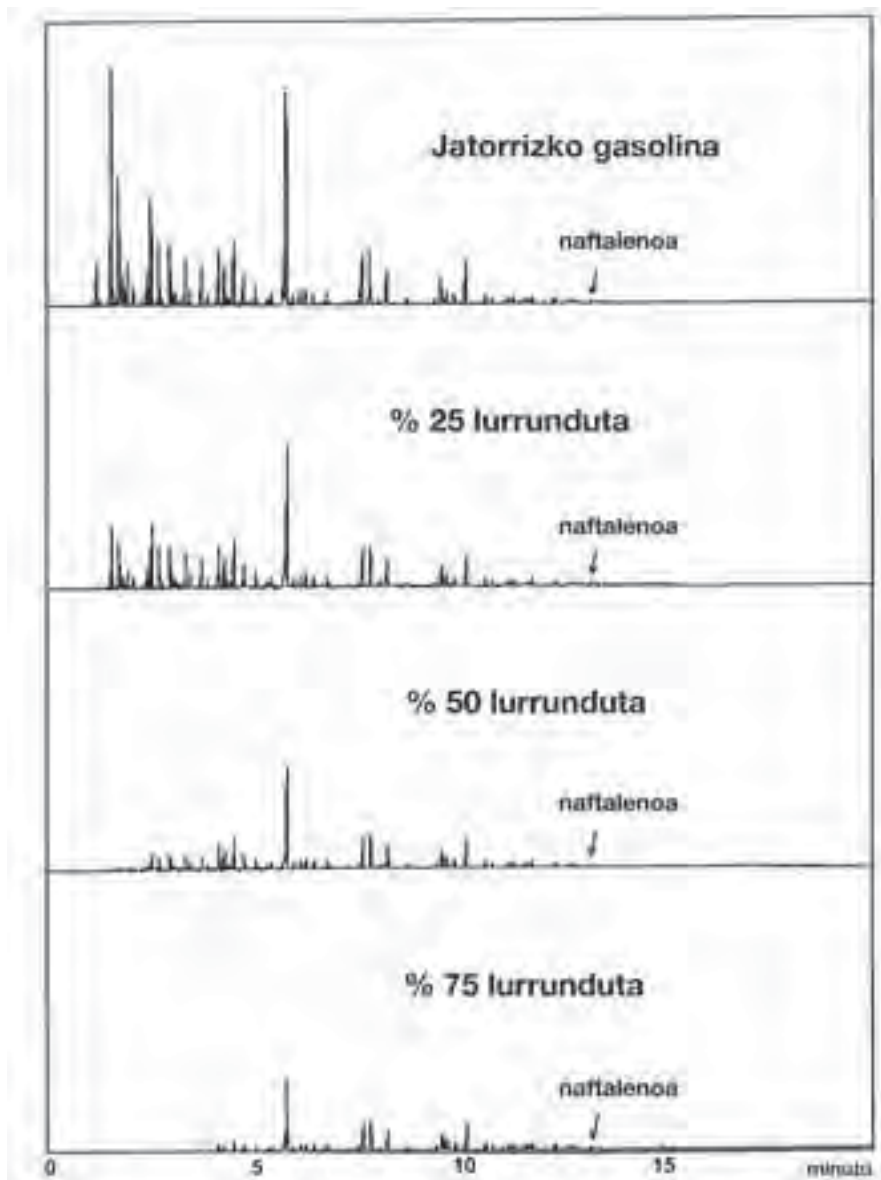 Jatorrizko gasolina
naftalenoa
% 25 lurrunduta
naftalenoa
% 50 lurrunduta
naftalenoa
% 75 lurrunduta
naftalenoa
0 5 10 15 minutu